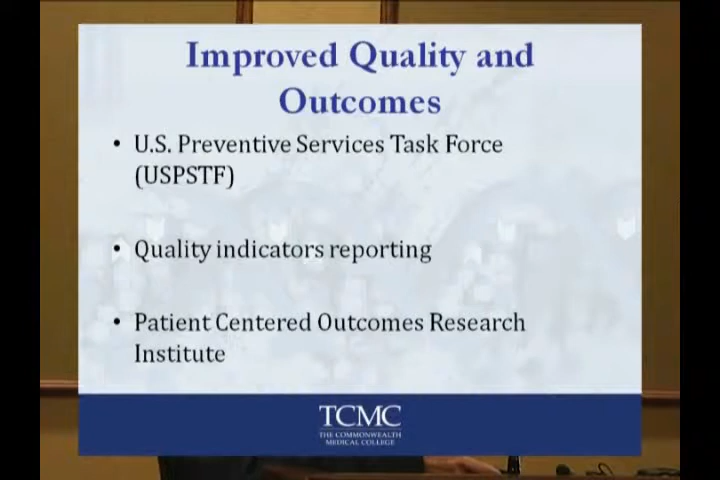 Improved Quality and
Outcomes
• U.S. Preventive Services Task Force
(USPSTF)
• Quality indicators reporting
• Patient Centered Outcomes Research
Institute
TCMC
THE COMMONWEALTH
MEDICAL COLLEGE